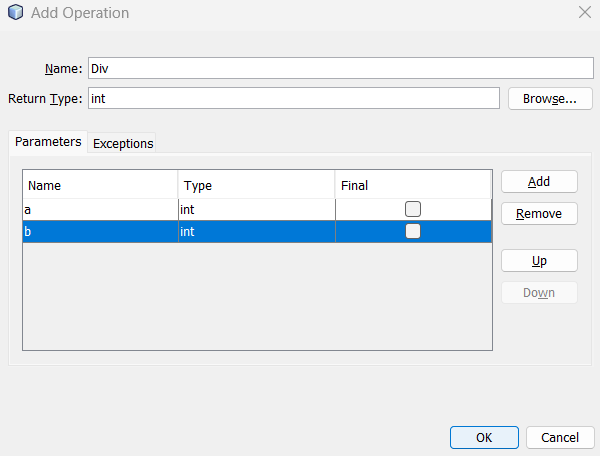 Add Operation
Name: Div
Return Type: int Browse...
Parameters Exceptions
Name Type Final
a int
b int
Add
Remove
Up
Down
OK Cancel